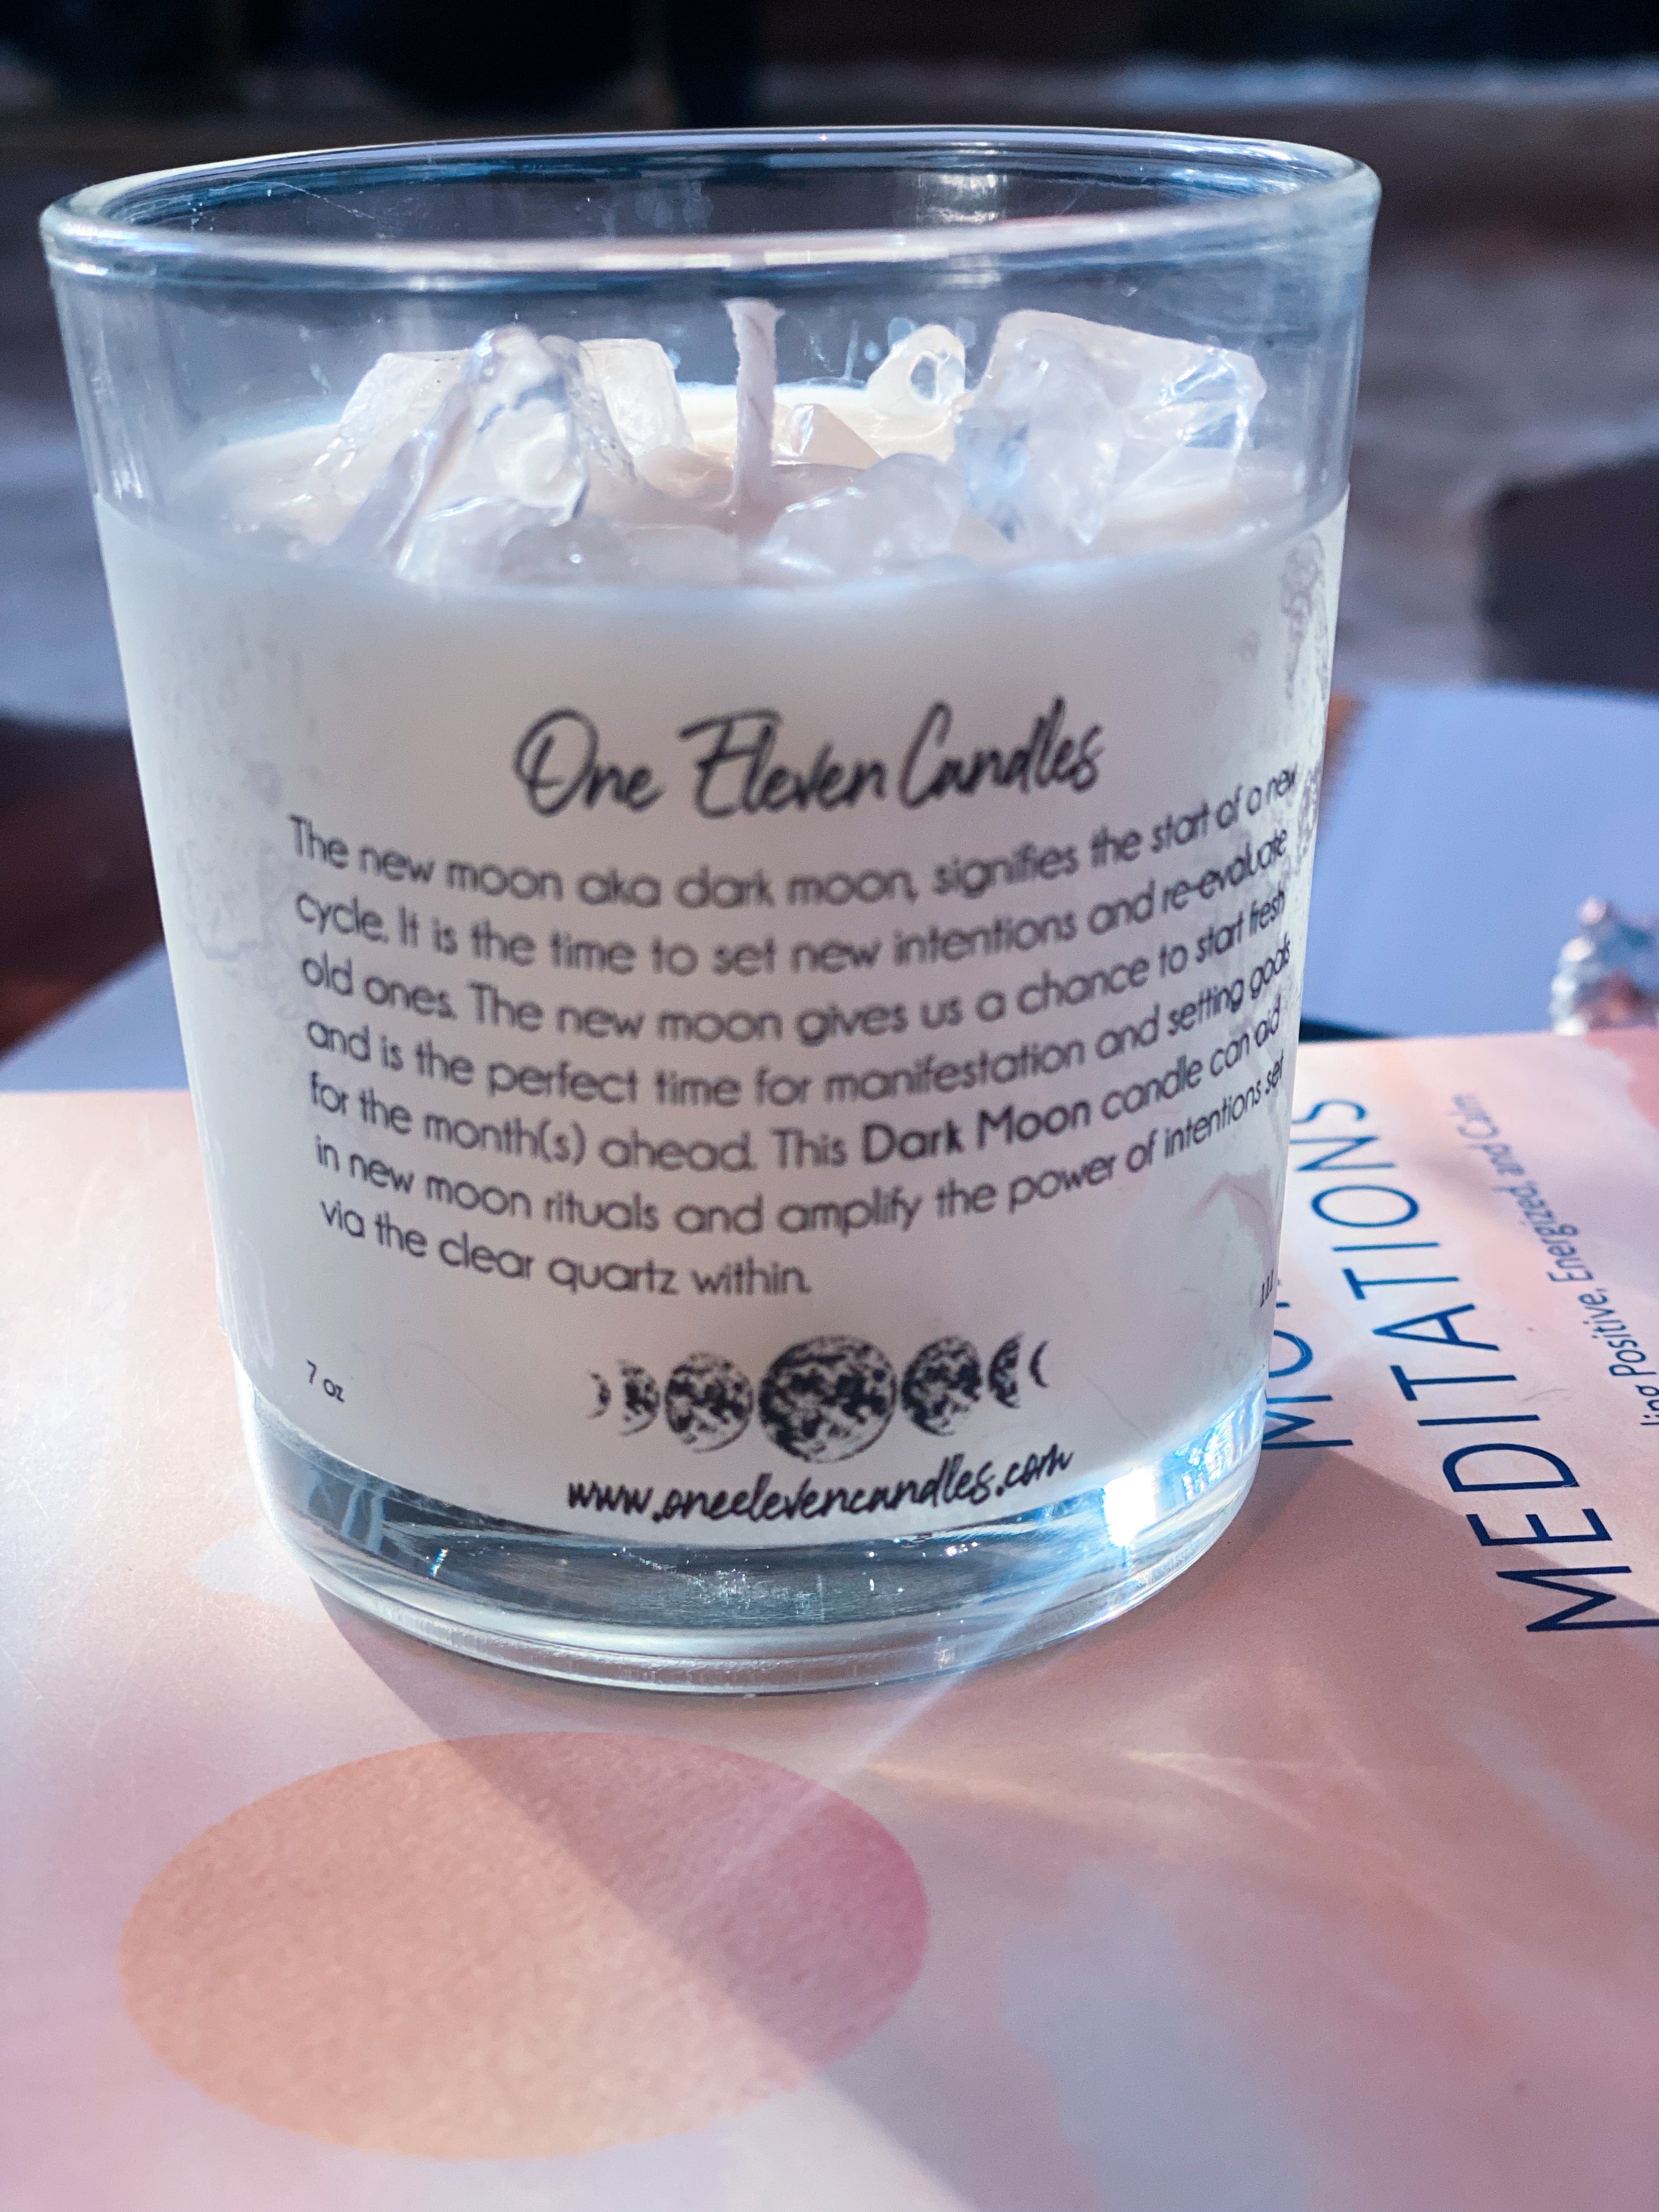 One Eleven Candles
The new moon aka dark moon, signifies the start of a new
cycle. It is the time to set new intentions and re-evaluate
old ones. The new moon gives us a chance to start fresh
and is the perfect time for manifestation and setting goals
for the month(s) ahead. This Dark Moon candle can aid
in new moon rituals and amplify the power of intentions set
via the clear quartz within.
7 oz
111
www.oneelevencandles.com
MEDITATIONS
Positive, Energized, and Calm